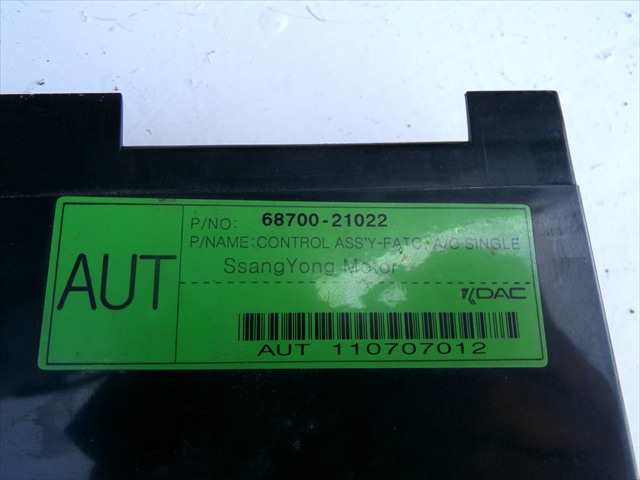 AUT
P/NO: 68700-21022
P/NAME: CONTROL ASS'Y-FATC+A/C SINGLE
SsangYong Motor
DAC
AUT 110707012